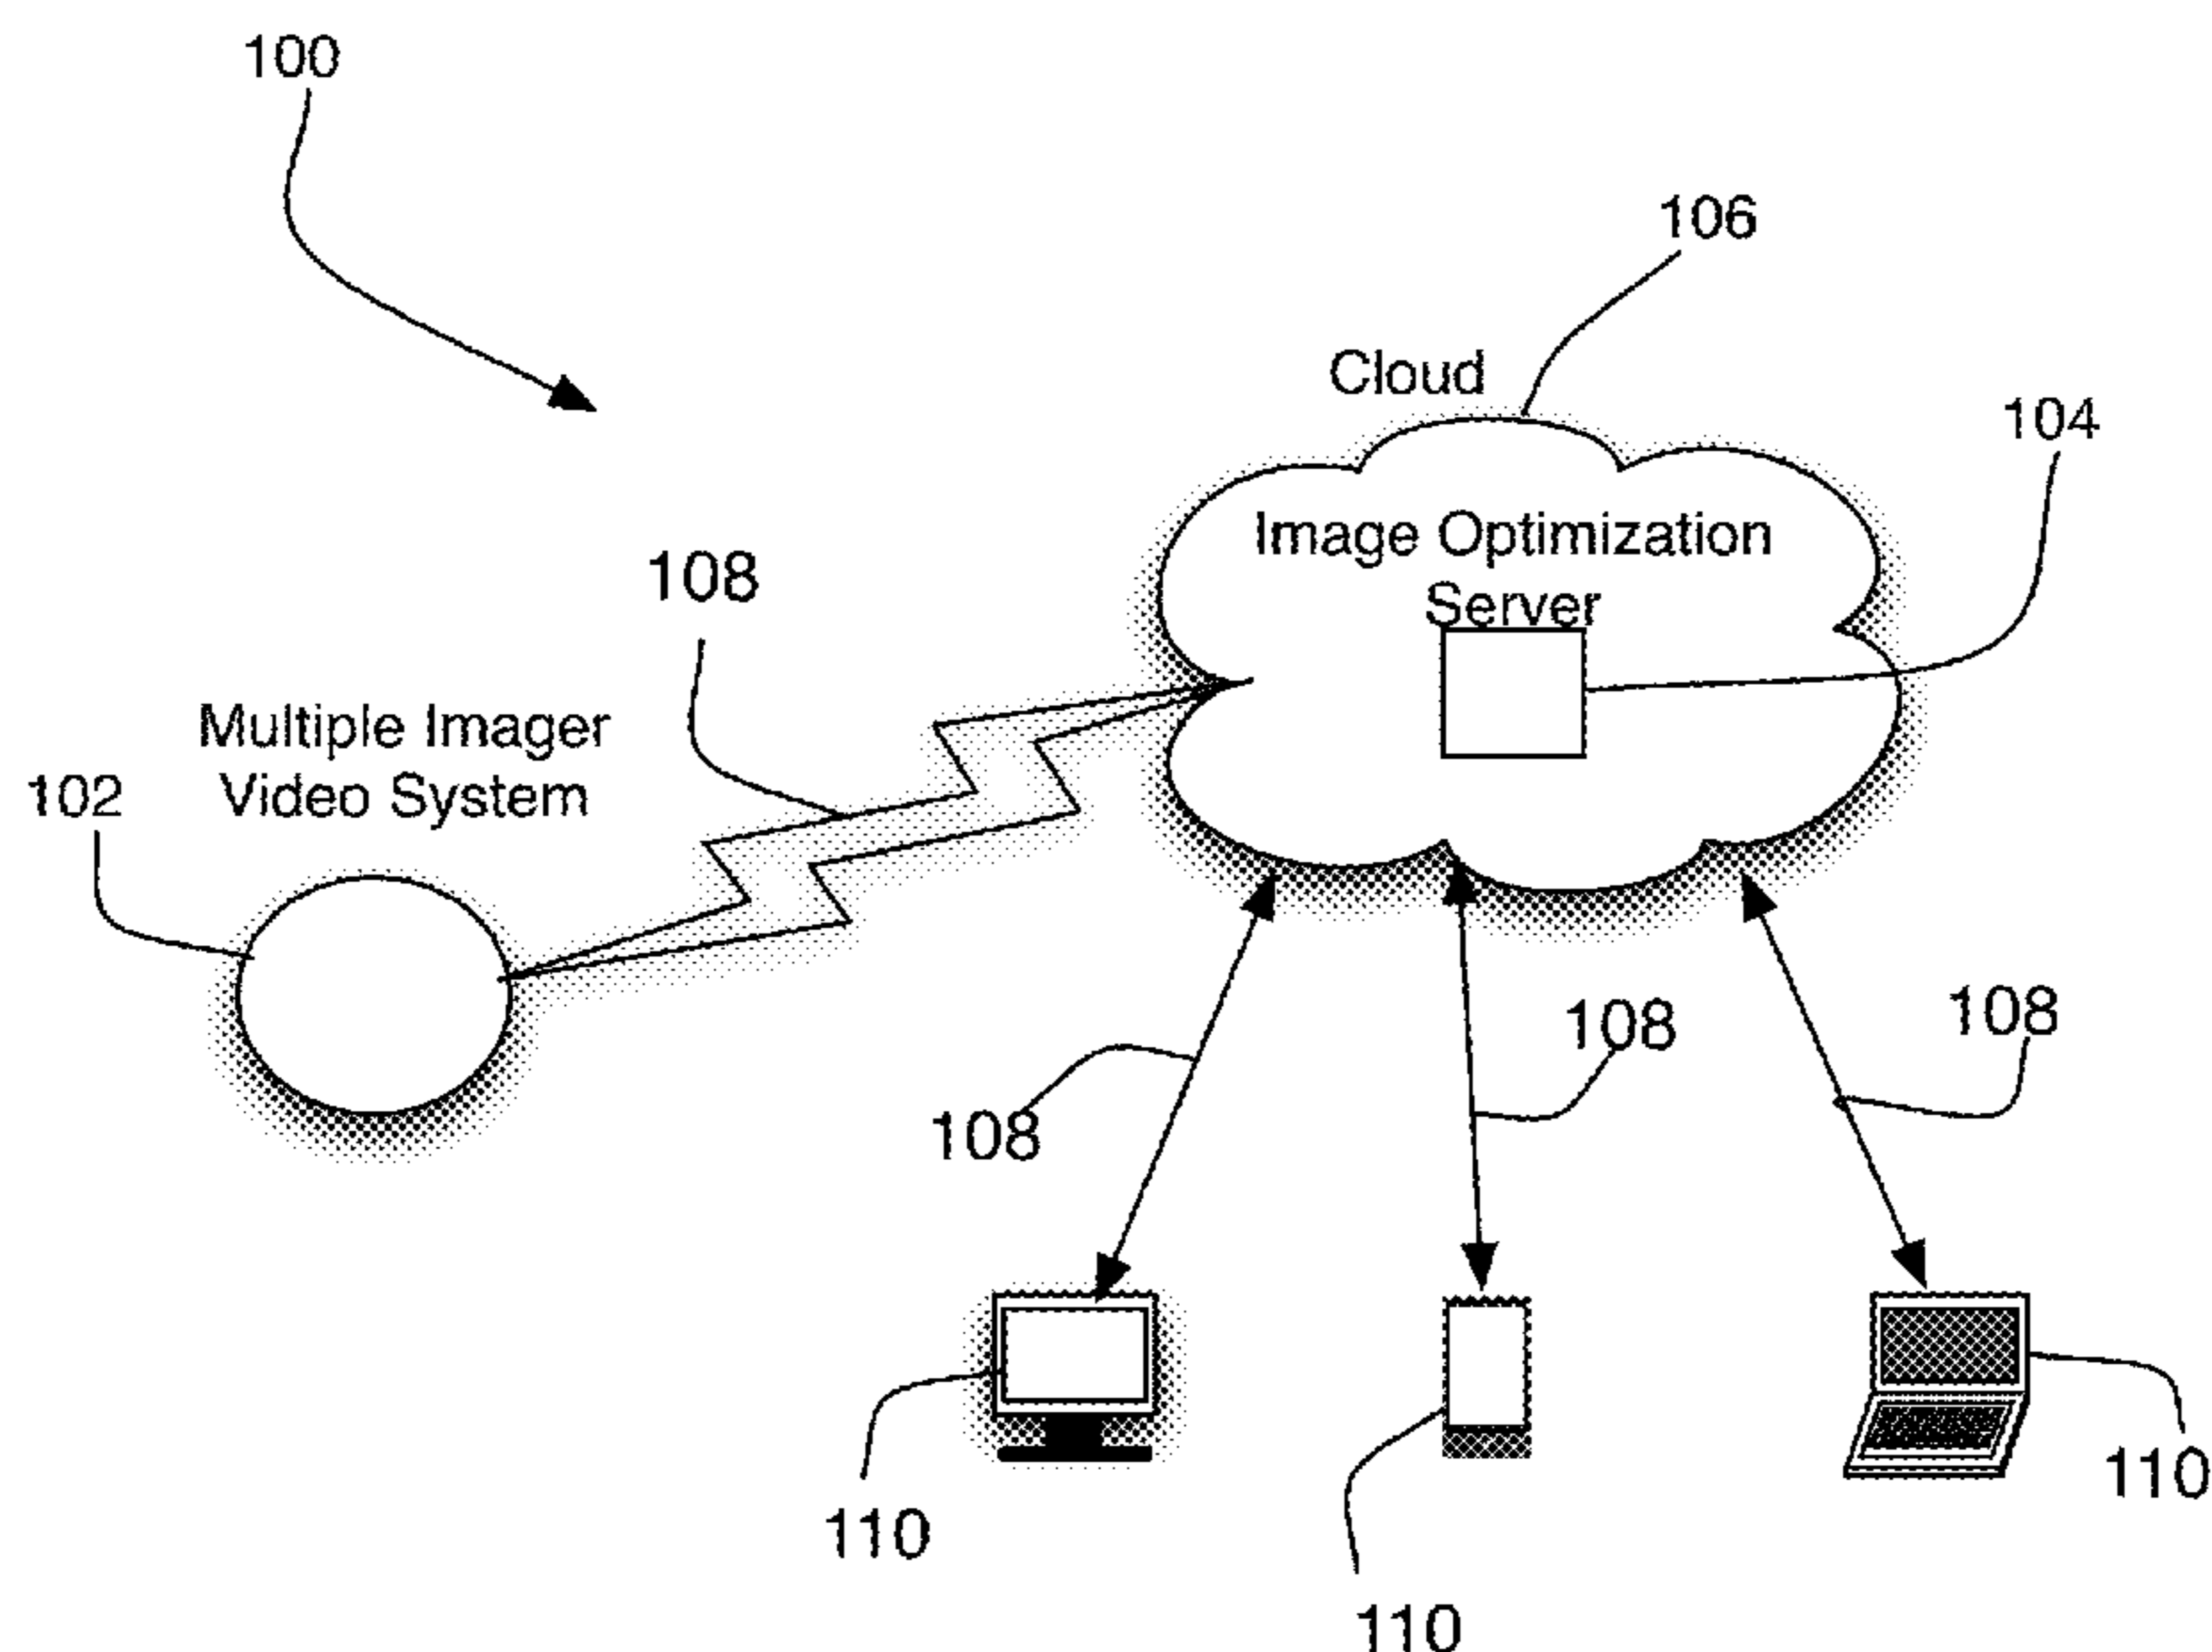 100
106
Cloud
104
Image Optimization
Server
108
Multiple Imager
Video System
102
108
108
108
110
110
110